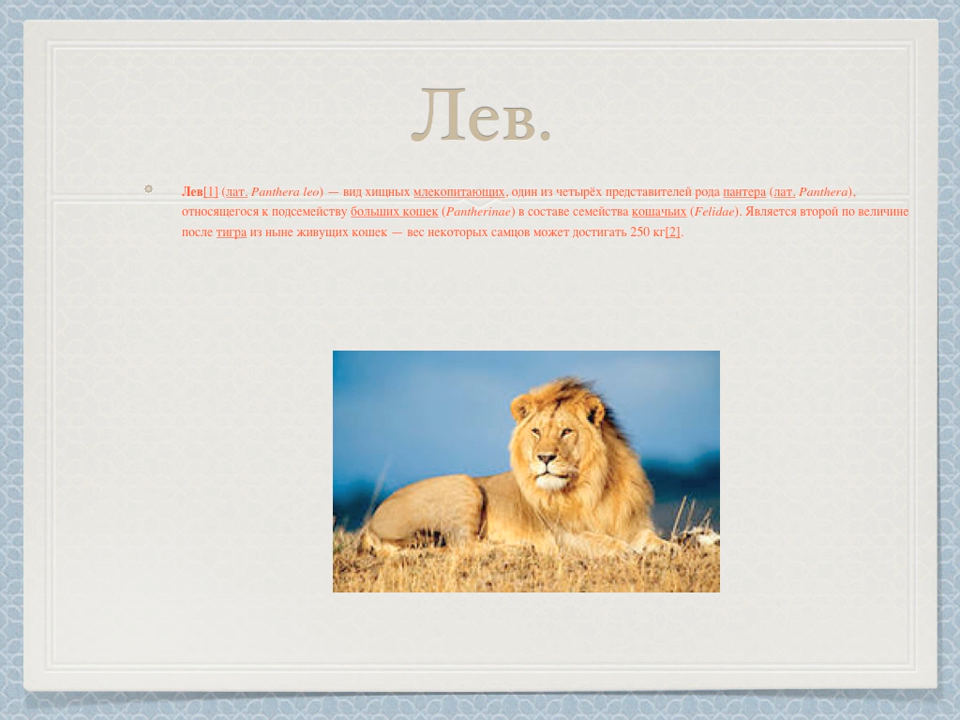 Лев.
Лев[1] (лат. Panthera leo) — вид хищных млекопитающих, один из четырёх представителей рода пантера (лат. Panthera),
относящегося к подсемейству больших кошек (Pantherinae) в составе семейства кошачьих (Felidae). Является второй по величине
после тигра из ныне живущих кошек — вес некоторых самцов может достигать 250 кг[2].